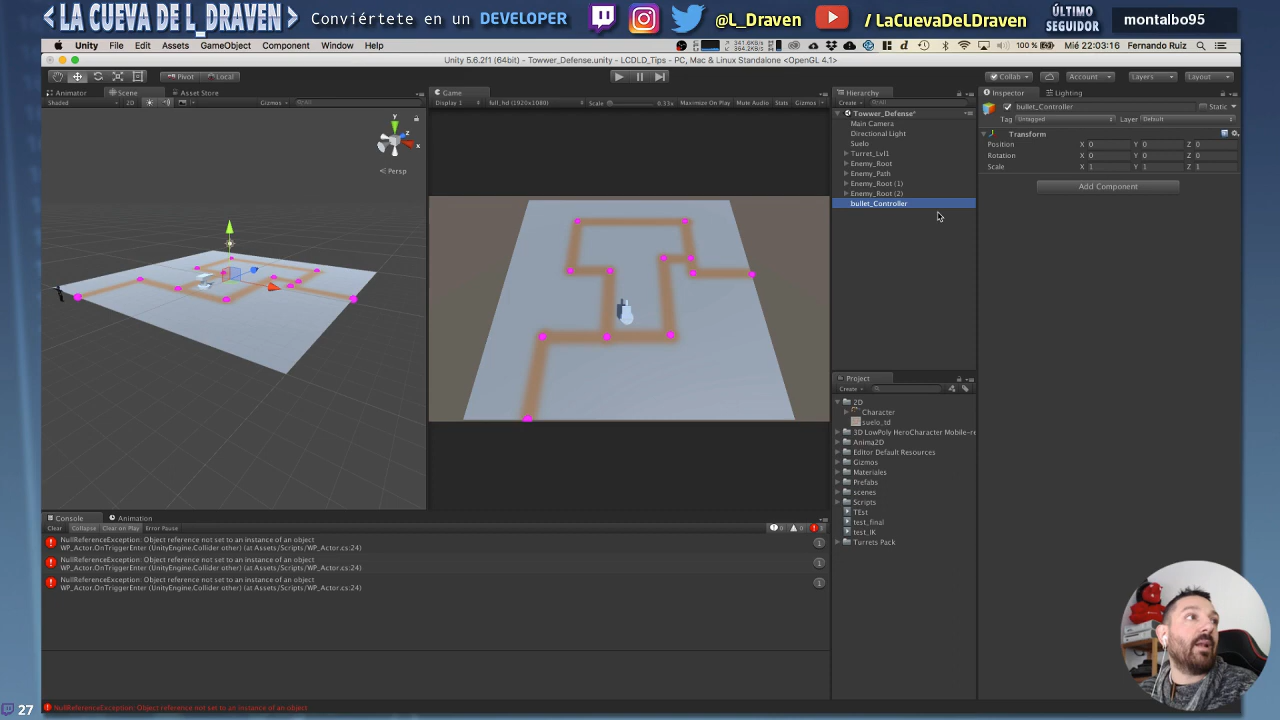 LA CUEVA DE L_DRAVEN
Conviértete en un DEVELOPER
@L_Draven
/ LaCuevaDelDraven
ÚLTIMO
SEGUIDOR
montalbo95
Unity File Edit Assets GameObject Component Window Help
100 % Mié 22:03:16 Fernando Ruiz
Towwer_Defense.unity - LCDLD_Tips - PC, Mac & Linux Standalone <OpenGL 4.1>
Unity 5.6.2f1 (64bit) -
Pivot Local
Collab Account Layers Layout
Animator Scene Asset Store
Shaded 2D Gizmos All
Y
Z
X
Persp
Game
Display 1 full_hd (1920x1080) Scale 0.33x Maximize On Play Mute Audio Stats Gizmos
Hierarchy
Create All
Towwer_Defense*
Main Camera
Directional Light
Suelo
Turret_Lvl1
Enemy_Root
Enemy_Path
Enemy_Root (1)
Enemy_Root (2)
bullet_Controller
Inspector Lighting
bullet_Controller Static
Tag Untagged Layer Default
Transform
Position X 0 Y 0 Z 0
Rotation X 0 Y 0 Z 0
Scale X 1 Y 1 Z 1
Add Component
Project
Create
2D
Character
suelo_td
3D LowPoly HeroCharacter Mobile-re
Anima2D
Editor Default Resources
Gizmos
Materiales
Prefabs
scenes
Scripts
TEst
test_final
test_IK
Turrets Pack
Console Animation
Clear Collapse Clear on Play Error Pause
NullReferenceException: Object reference not set to an instance of an object
WP_Actor.OnTriggerEnter (UnityEngine.Collider other) (at Assets/Scripts/WP_Actor.cs:24)
NullReferenceException: Object reference not set to an instance of an object
WP_Actor.OnTriggerEnter (UnityEngine.Collider other) (at Assets/Scripts/WP_Actor.cs:24)
NullReferenceException: Object reference not set to an instance of an object
WP_Actor.OnTriggerEnter (UnityEngine.Collider other) (at Assets/Scripts/WP_Actor.cs:24)
NullReferenceException: Object reference not set to an instance of an object
27